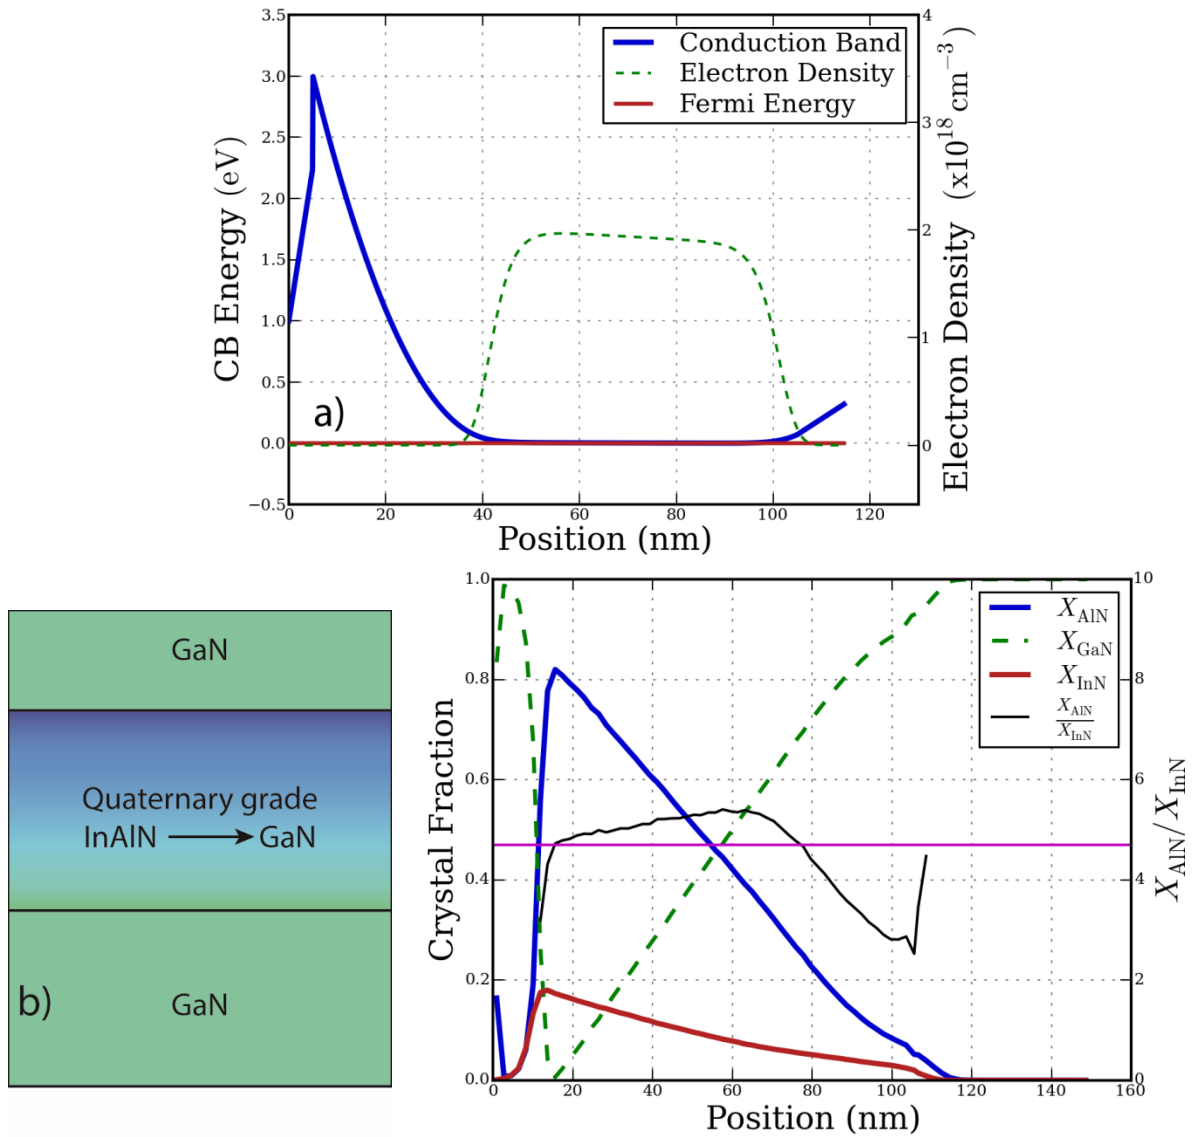 3.5
3.0
2.5
2.0
1.5
1.0
0.5
0.0
−0.5
CB Energy (eV)
4
3
2
1
0
Electron Density (x10^18 cm^−3)
Conduction Band
Electron Density
Fermi Energy
a)
0 20 40 60 80 100 120
Position (nm)
GaN
Quaternary grade
InAlN → GaN
b) GaN
1.0
0.8
0.6
0.4
0.2
0.0
Crystal Fraction
10
8
6
4
2
0
X_AlN/X_InN
X_AlN
X_GaN
X_InN
X_AlN
X_InN
0 20 40 60 80 100 120 140 160
Position (nm)